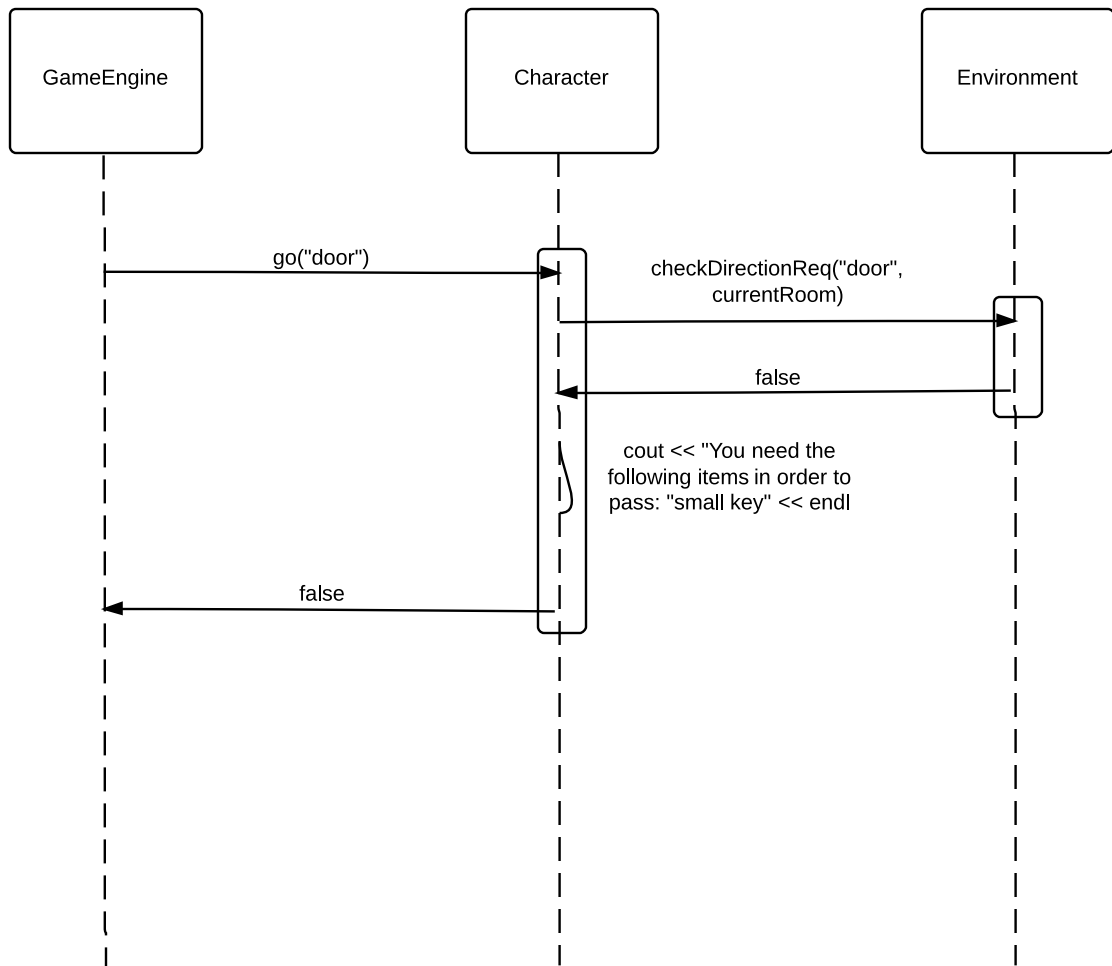 GameEngine
Character
Environment
go("door")
checkDirectionReq("door",
currentRoom)
false
cout << "You need the
following items in order to
pass: "small key" << endl
false